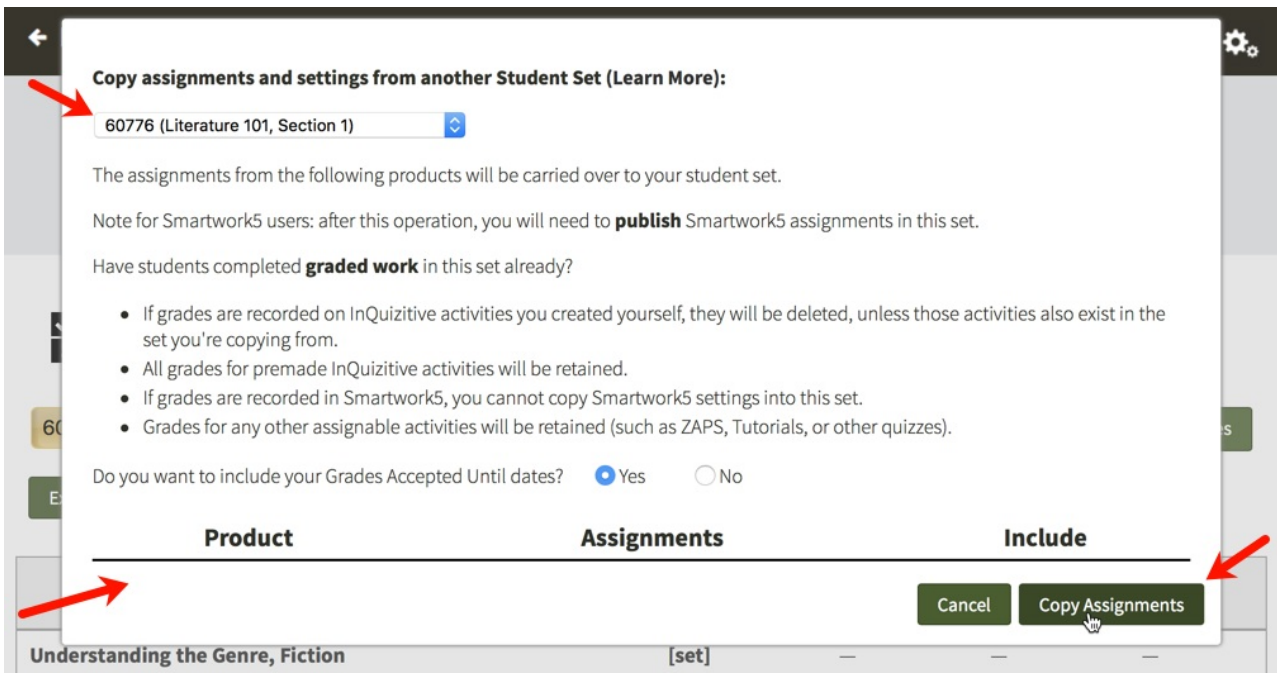 Copy assignments and settings from another Student Set (Learn More):
60776 (Literature 101, Section 1)
The assignments from the following products will be carried over to your student set.
Note for Smartwork5 users: after this operation, you will need to publish Smartwork5 assignments in this set.
Have students completed graded work in this set already?
• If grades are recorded on InQuizitive activities you created yourself, they will be deleted, unless those activities also exist in the
set you're copying from.
• All grades for premade InQuizitive activities will be retained.
• If grades are recorded in Smartwork5, you cannot copy Smartwork5 settings into this set.
• Grades for any other assignable activities will be retained (such as ZAPS, Tutorials, or other quizzes).
Do you want to include your Grades Accepted Until dates? Yes No
Product Assignments Include
Cancel Copy Assignments
Understanding the Genre, Fiction [set] — — —